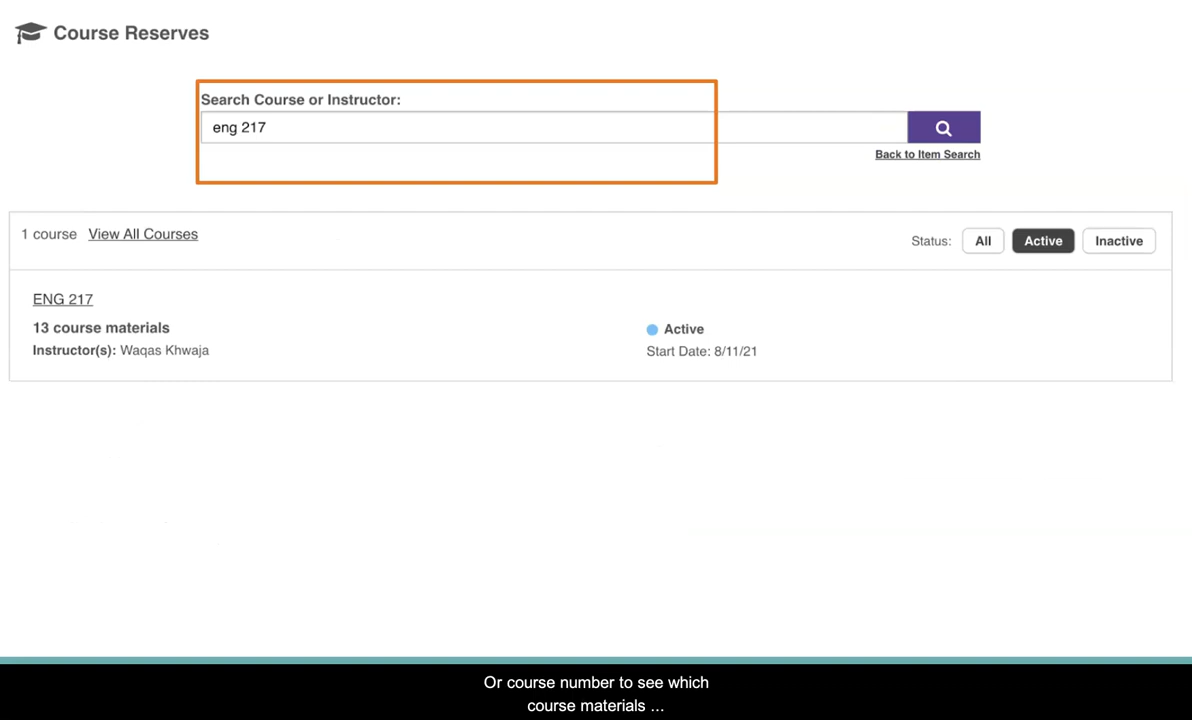 Course Reserves
Search Course or Instructor:
eng 217
Back to Item Search
1 course View All Courses
Status: All Active Inactive
ENG 217
13 course materials
Active
Instructor(s): Waqas Khwaja
Start Date: 8/11/21
Or course number to see which
course materials ...